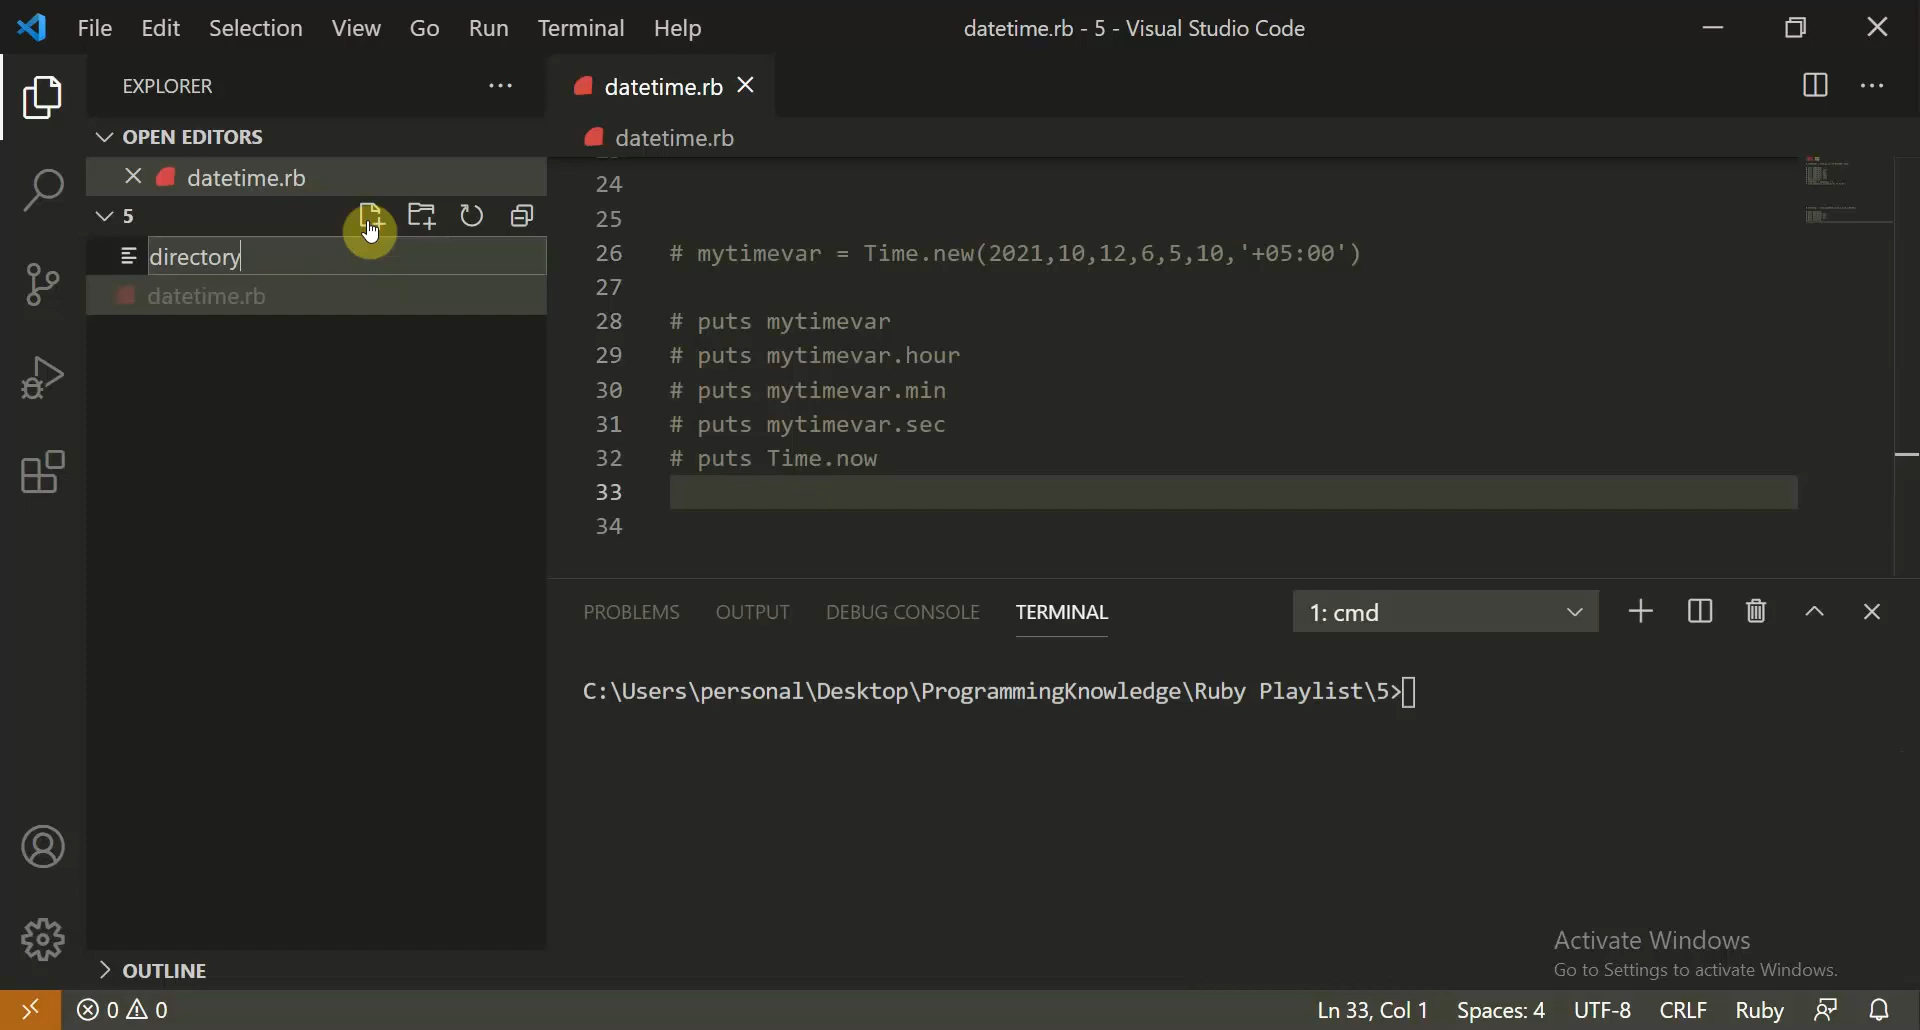 File Edit Selection View Go Run Terminal Help
datetime.rb - 5 - Visual Studio Code
EXPLORER
OPEN EDITORS
datetime.rb
5
directory
datetime.rb
OUTLINE
datetime.rb
datetime.rb
24
25
26 # mytimevar = Time.new(2021,10,12,6,5,10,'+05:00')
27
28 # puts mytimevar
29 # puts mytimevar.hour
30 # puts mytimevar.min
31 # puts mytimevar.sec
32 # puts Time.now
33
34
PROBLEMS OUTPUT DEBUG CONSOLE TERMINAL 1: cmd
C:\Users\personal\Desktop\ProgrammingKnowledge\Ruby Playlist\5>
Activate Windows
Go to Settings to activate Windows.
0 0 Ln 33, Col 1 Spaces: 4 UTF-8 CRLF Ruby